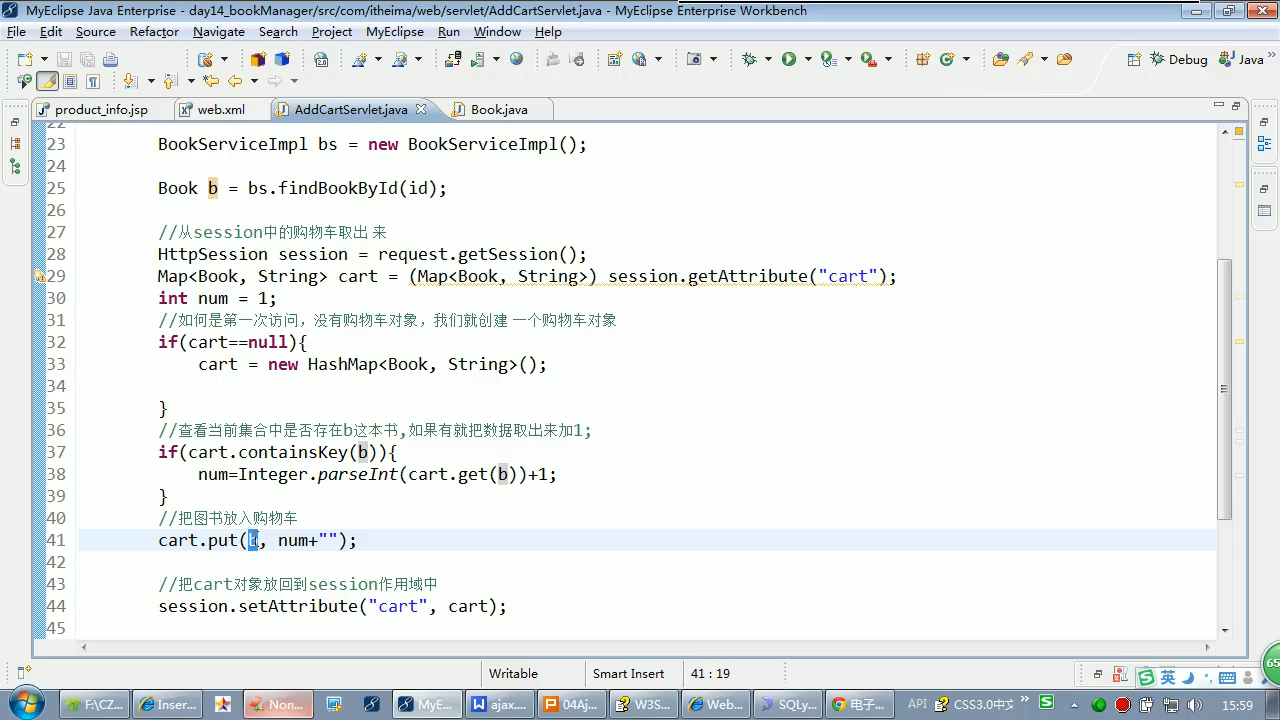 MyEclipse Java Enterprise - day14_bookManager/src/com/itheima/web/servlet/AddCartServlet.java - MyEclipse Enterprise Workbench
File Edit Source Refactor Navigate Search Project MyEclipse Run Window Help
Debug Java
product_info.jsp web.xml AddCartServlet.java Book.java
22
23 BookServiceImpl bs = new BookServiceImpl();
24
25 Book b = bs.findBookById(id);
26
27 //从session中的购物车取出 来
28 HttpSession session = request.getSession();
29 Map<Book, String> cart = (Map<Book, String>) session.getAttribute("cart");
30 int num = 1;
31 //如何是第一次访问，没有购物车对象，我们就创建 一个购物车对象
32 if(cart==null){
33 cart = new HashMap<Book, String>();
34
35 }
36 //查看当前集合中是否存在b这本书,如果有就把数据取出来加1;
37 if(cart.containsKey(b)){
38 num=Integer.parseInt(cart.get(b))+1;
39 }
40 //把图书放入购物车
41 cart.put(b, num+"");
42
43 //把cart对象放回到session作用域中
44 session.setAttribute("cart", cart);
45
Writable Smart Insert 41 : 19
英
65
F:\CZ... Inser... Non... MyE... ajax.... 04Aj... W3S... Web... SQLy... 电子... API CSS3.0中文 15:59